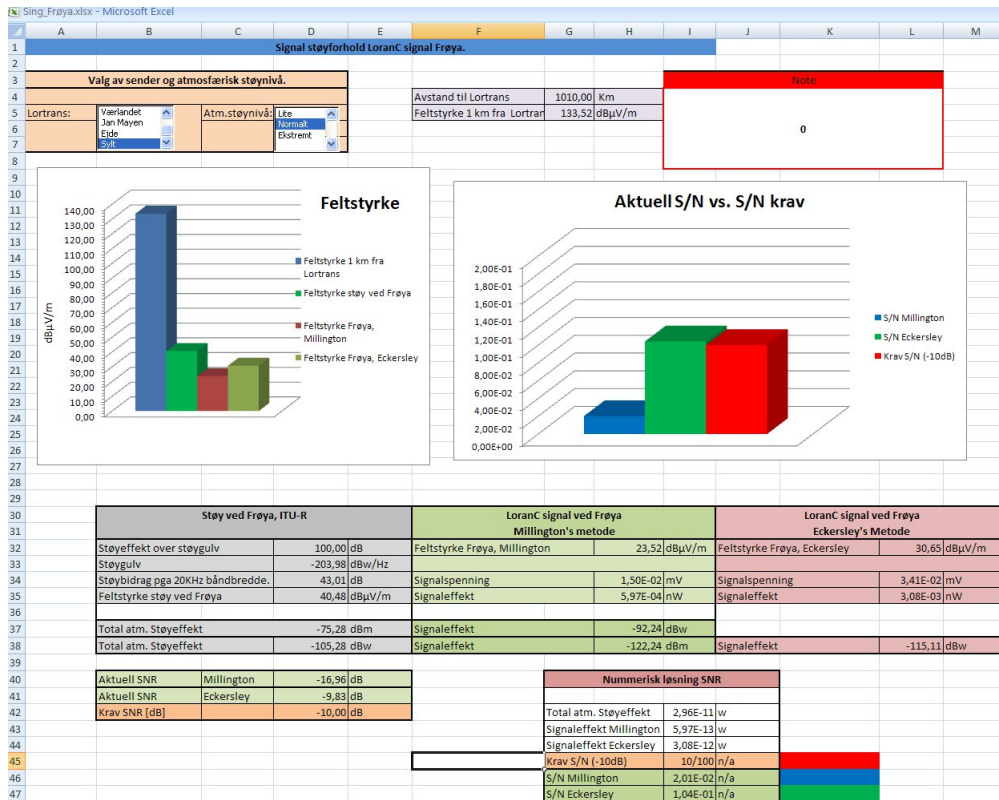 Sing_Frøya.xlsx - Microsoft Excel
A B C D E F G H I J K L M
1 Signal støyforhold LoranC signal Frøya.
2
3 Valg av sender og atmosfærisk støynivå. Note
4 Avstand til Lortrans 1010,00 Km
5 Lortrans: Værlandet Atm.støynivå: Lite Feltstyrke 1 km fra Lortran 133,52 dBµV/m
Jan Mayen Normalt
6 Ejde Ekstremt 0
7 Sylt
8
9
10 Feltstyrke Aktuell S/N vs. S/N krav
11 140,00
12 130,00
13 120,00
14 110,00
15 100,00 Feltstyrke 1 km fra Lortrans 2,00E-01
16 90,00 1,80E-01
17 80,00 Feltstyrke støy ved Frøya 1,60E-01
18 70,00 1,40E-01 S/N Millington
19 60,00 Feltstyrke Frøya, Millington 1,20E-01 S/N Eckersley
20 50,00 1,00E-01 Krav S/N (-10dB)
21 40,00 Feltstyrke Frøya, Eckersley 8,00E-02
22 30,00 6,00E-02
23 20,00 4,00E-02
24 10,00 2,00E-02
25 0,00 0,00E+00
dBµV/m
26
27
28
29
30 Støy ved Frøya, ITU-R LoranC signal ved Frøya LoranC signal ved Frøya
31 Millington's metode Eckersley's Metode
32 Støyeffekt over støygulv 100,00 dB Feltstyrke Frøya, Millington 23,52 dBµV/m Feltstyrke Frøya, Eckersley 30,65 dBµV/m
33 Støygulv -203,98 dBw/Hz
34 Støybidrag pga 20KHz båndbredde. 43,01 dB Signalspenning 1,50E-02 mV Signalspenning 3,41E-02 mV
35 Feltstyrke støy ved Frøya 40,48 dBµV/m Signaleffekt 5,97E-04 nW Signaleffekt 3,08E-03 nW
36
37 Total atm. Støyeffekt -75,28 dBm Signaleffekt -92,24 dBw
38 Total atm. Støyeffekt -105,28 dBw Signaleffekt -122,24 dBm Signaleffekt -115,11 dBw
39
40 Aktuell SNR Millington -16,96 dB Nummerisk løsning SNR
41 Aktuell SNR Eckersley -9,83 dB
42 Krav SNR [dB] -10,00 dB Total atm. Støyeffekt 2,96E-11 w
43 Signaleffekt Millington 5,97E-13 w
44 Signaleffekt Eckersley 3,08E-12 w
45 Krav S/N (-10dB) 10/100 n/a
46 S/N Millington 2,01E-02 n/a
47 S/N Eckersley 1,04E-01 n/a